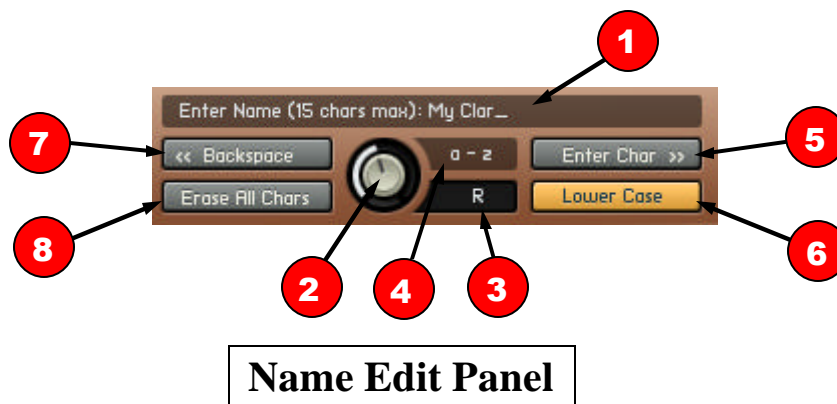 1
Enter Name (15 chars max): My Clar_
7
<< Backspace
a - z
Enter Char >>
5
Erase All Chars
R
Lower Case
8
2
4
3
6
Name Edit Panel